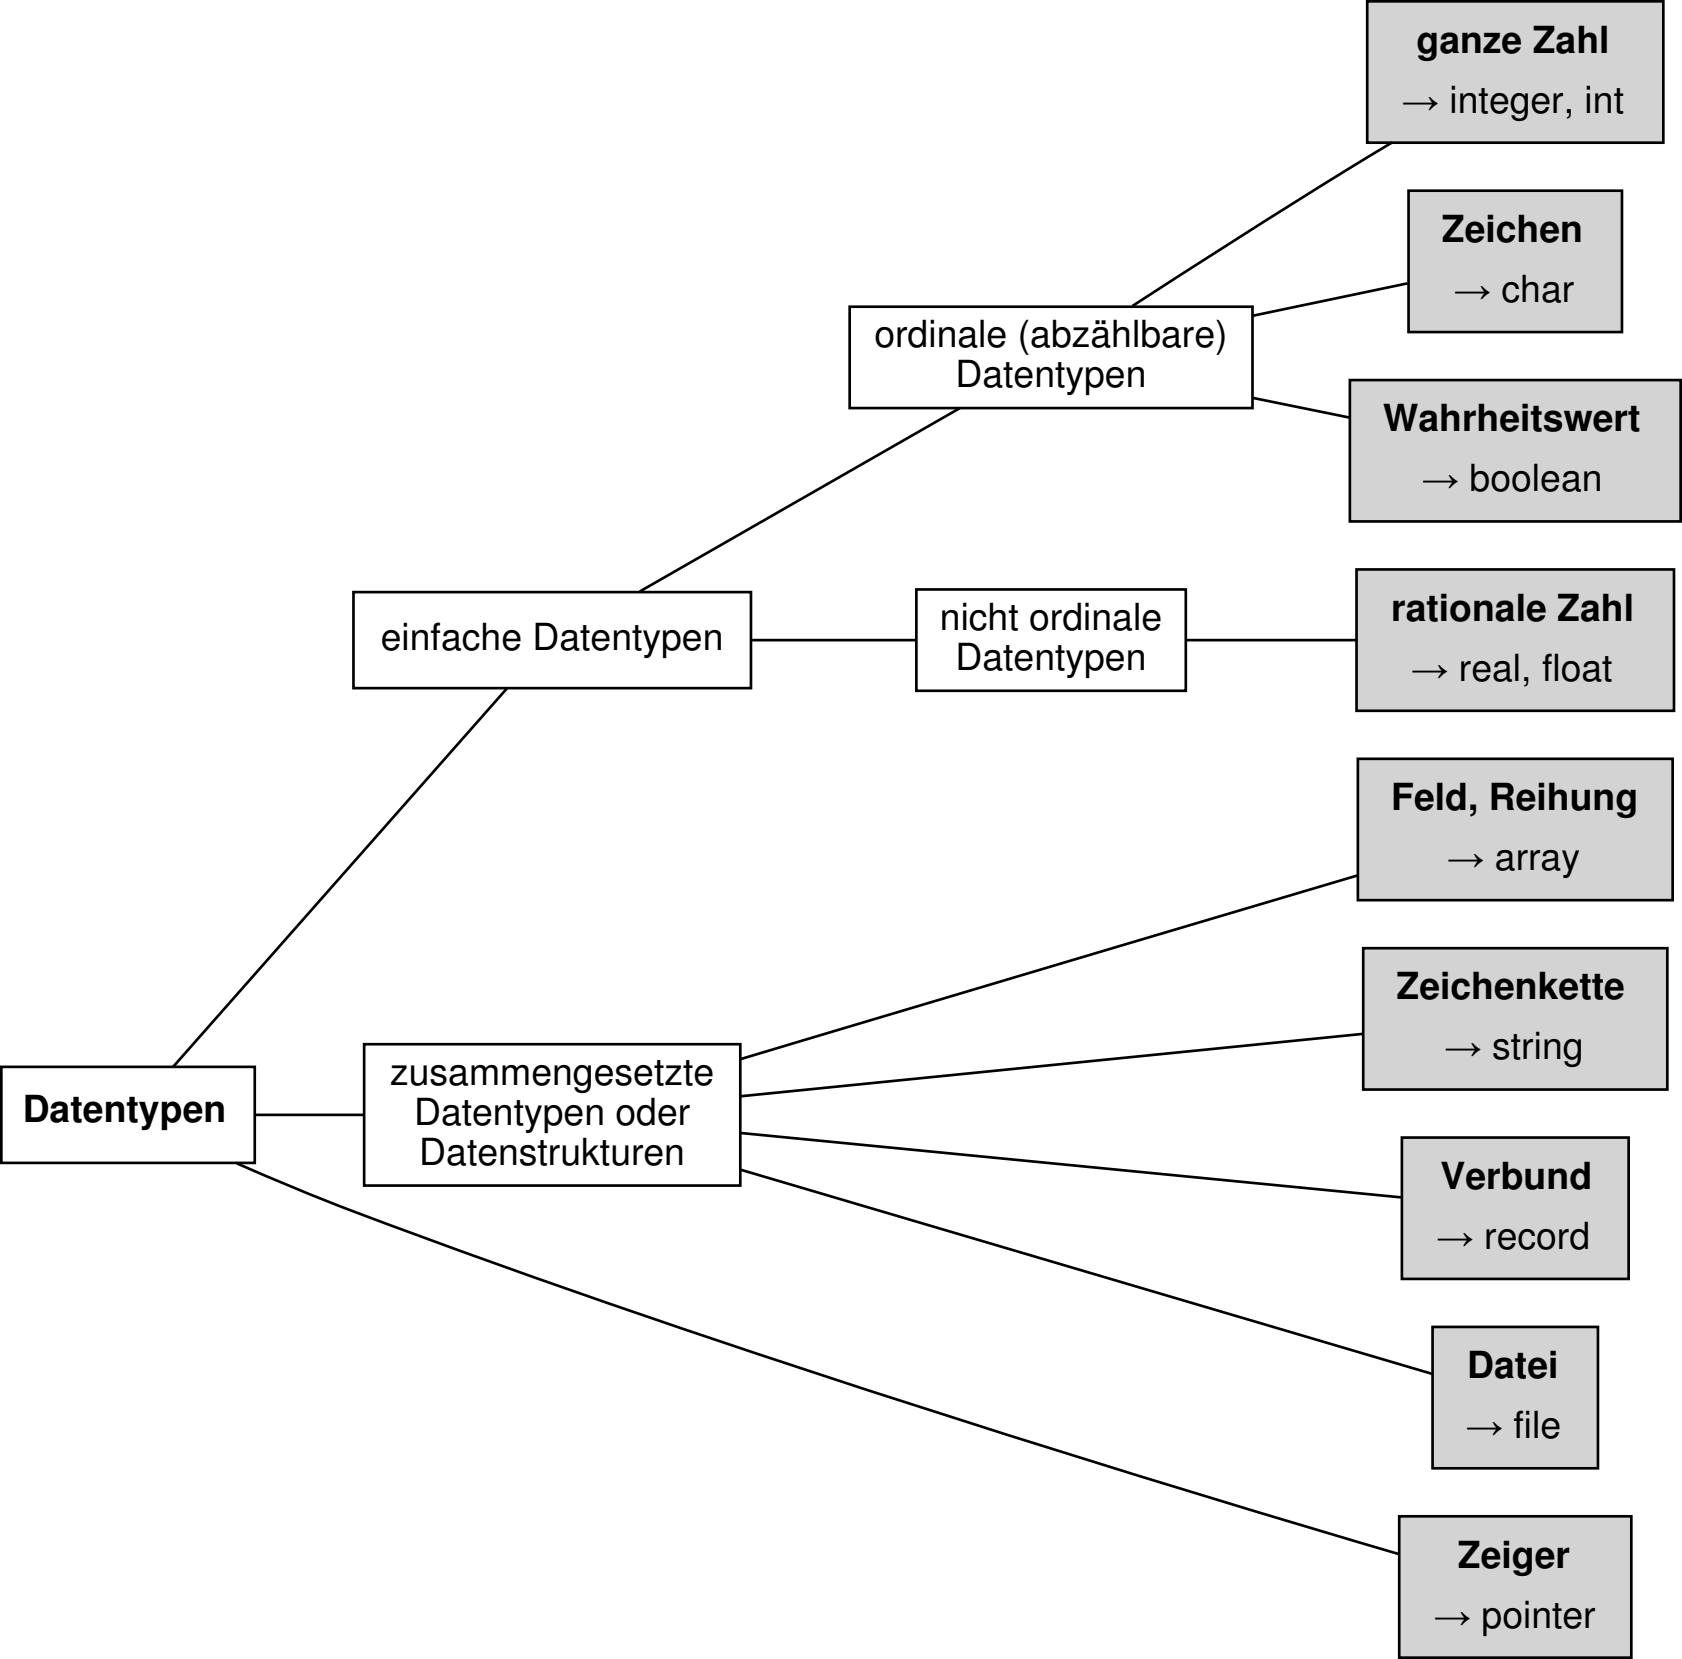 ganze Zahl
→ integer, int
Zeichen
→ char
ordinale (abzählbare)
Datentypen
Wahrheitswert
→ boolean
einfache Datentypen
nicht ordinale
Datentypen
rationale Zahl
→ real, float
Feld, Reihung
→ array
Zeichenkette
→ string
Datentypen
zusammengesetzte
Datentypen oder
Datenstrukturen
Verbund
→ record
Datei
→ file
Zeiger
→ pointer